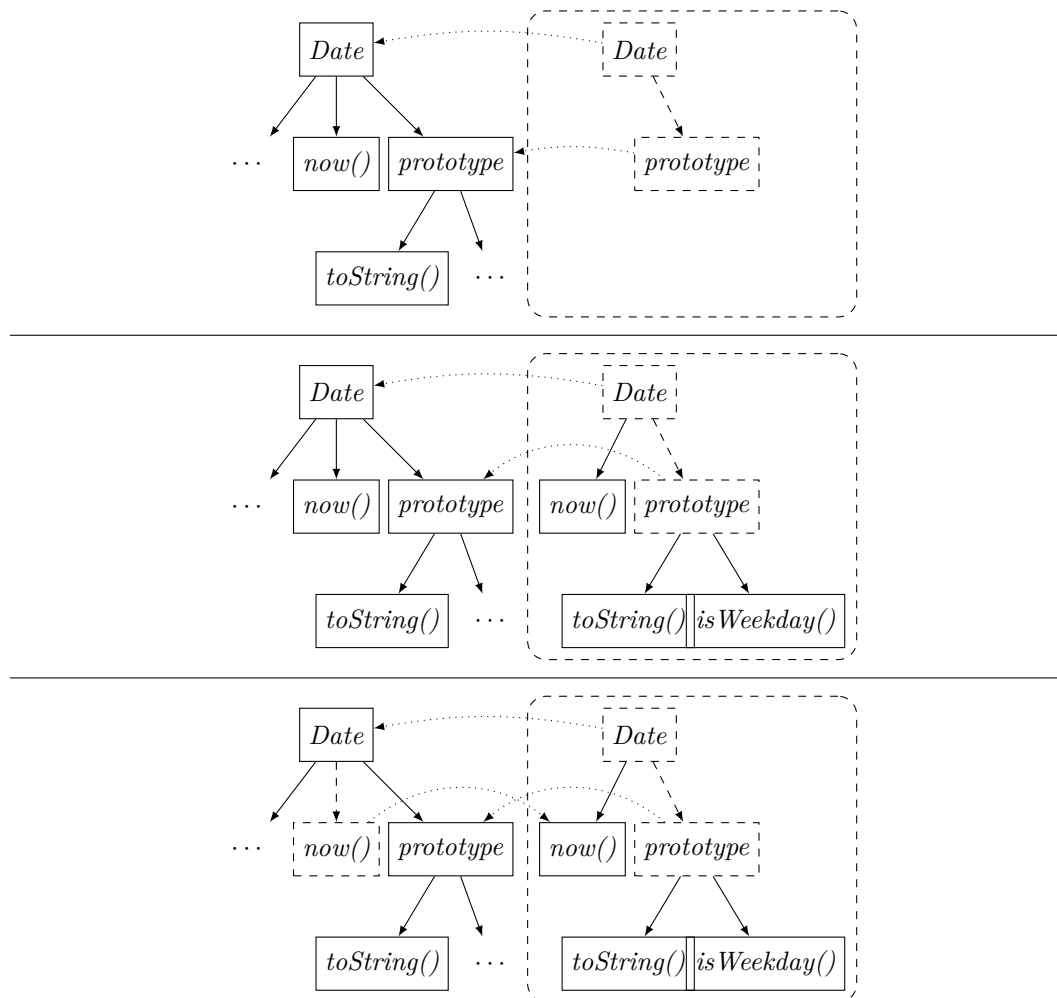 Date Date
··· now() prototype prototype
toString() ···
Date Date
··· now() prototype now() prototype
toString() ··· toString() isWeekday()
Date Date
··· now() prototype now() prototype
toString() ··· toString() isWeekday()